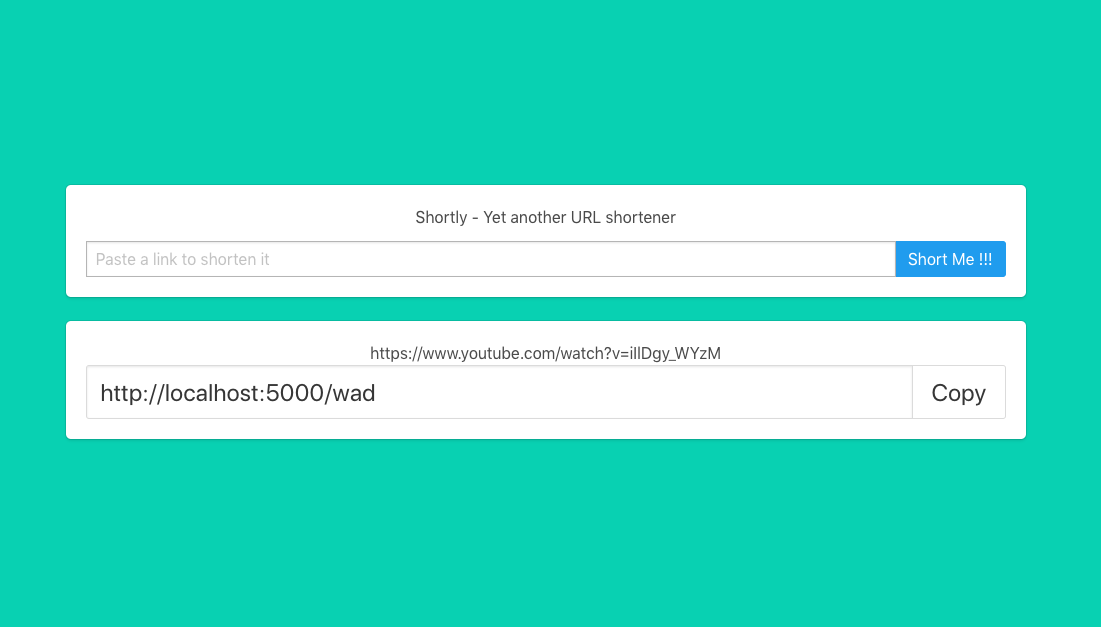 Shortly - Yet another URL shortener
Paste a link to shorten it
Short Me !!!
https://www.youtube.com/watch?v=illDgy_WYzM
http://localhost:5000/wad
Copy